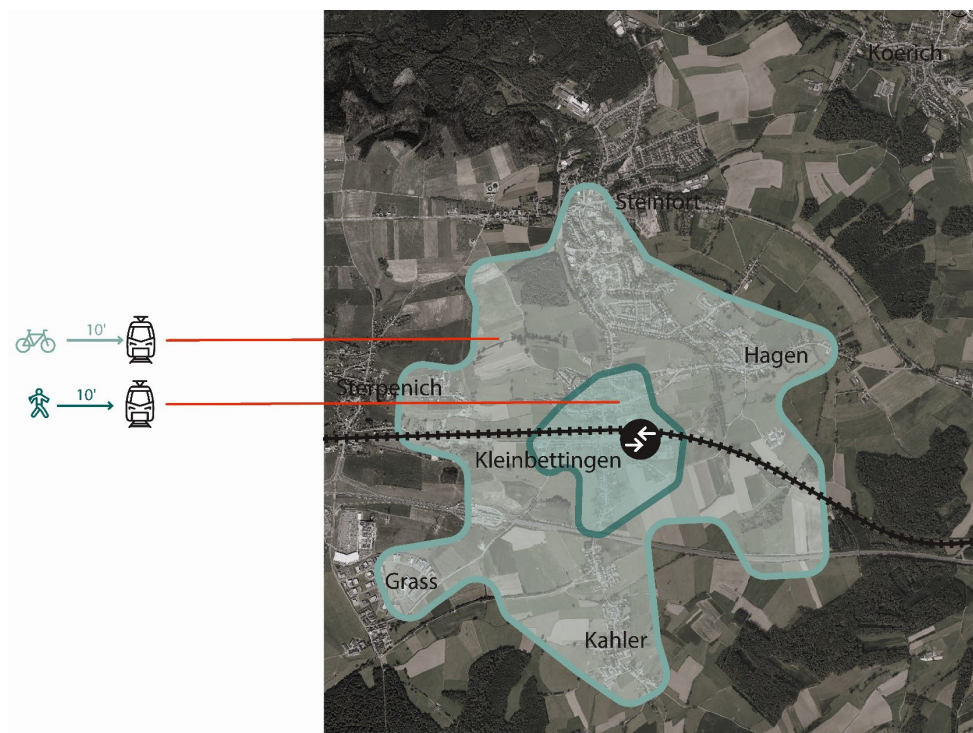 Koerich
Steinfort
10'
Hagen
Sterpenich
10'
Kleinbettingen
Grass
Kahler